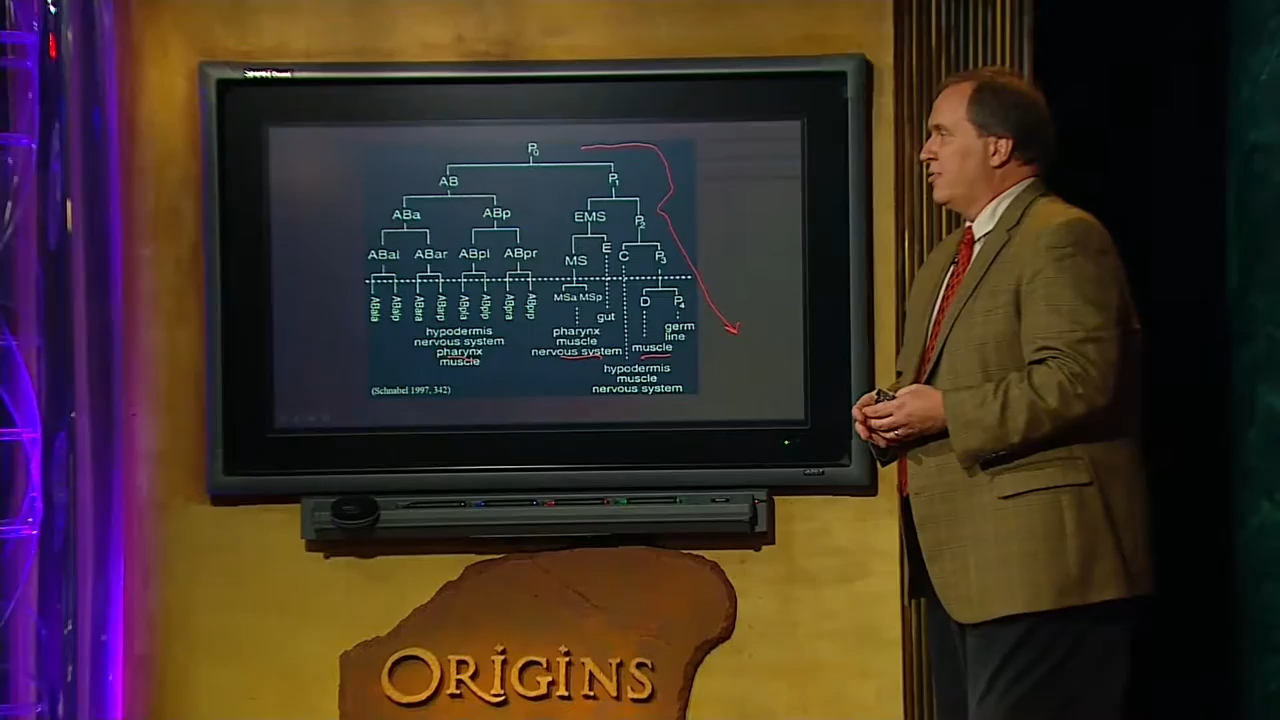 P0
AB
P1
ABa
ABp
EMS
P2
ABal
ABar
ABpl
ABpr
MS
E
C
P3
ABala
ABalp
ABara
ABarp
ABpla
ABplp
ABpra
ABprp
MSa MSp
D
P4
gut
germ
line
hypodermis
nervous system
pharynx
muscle
pharynx
muscle
nervous system
muscle
hypodermis
muscle
nervous system
(Schnabel 1997, 342)
ORIGINS